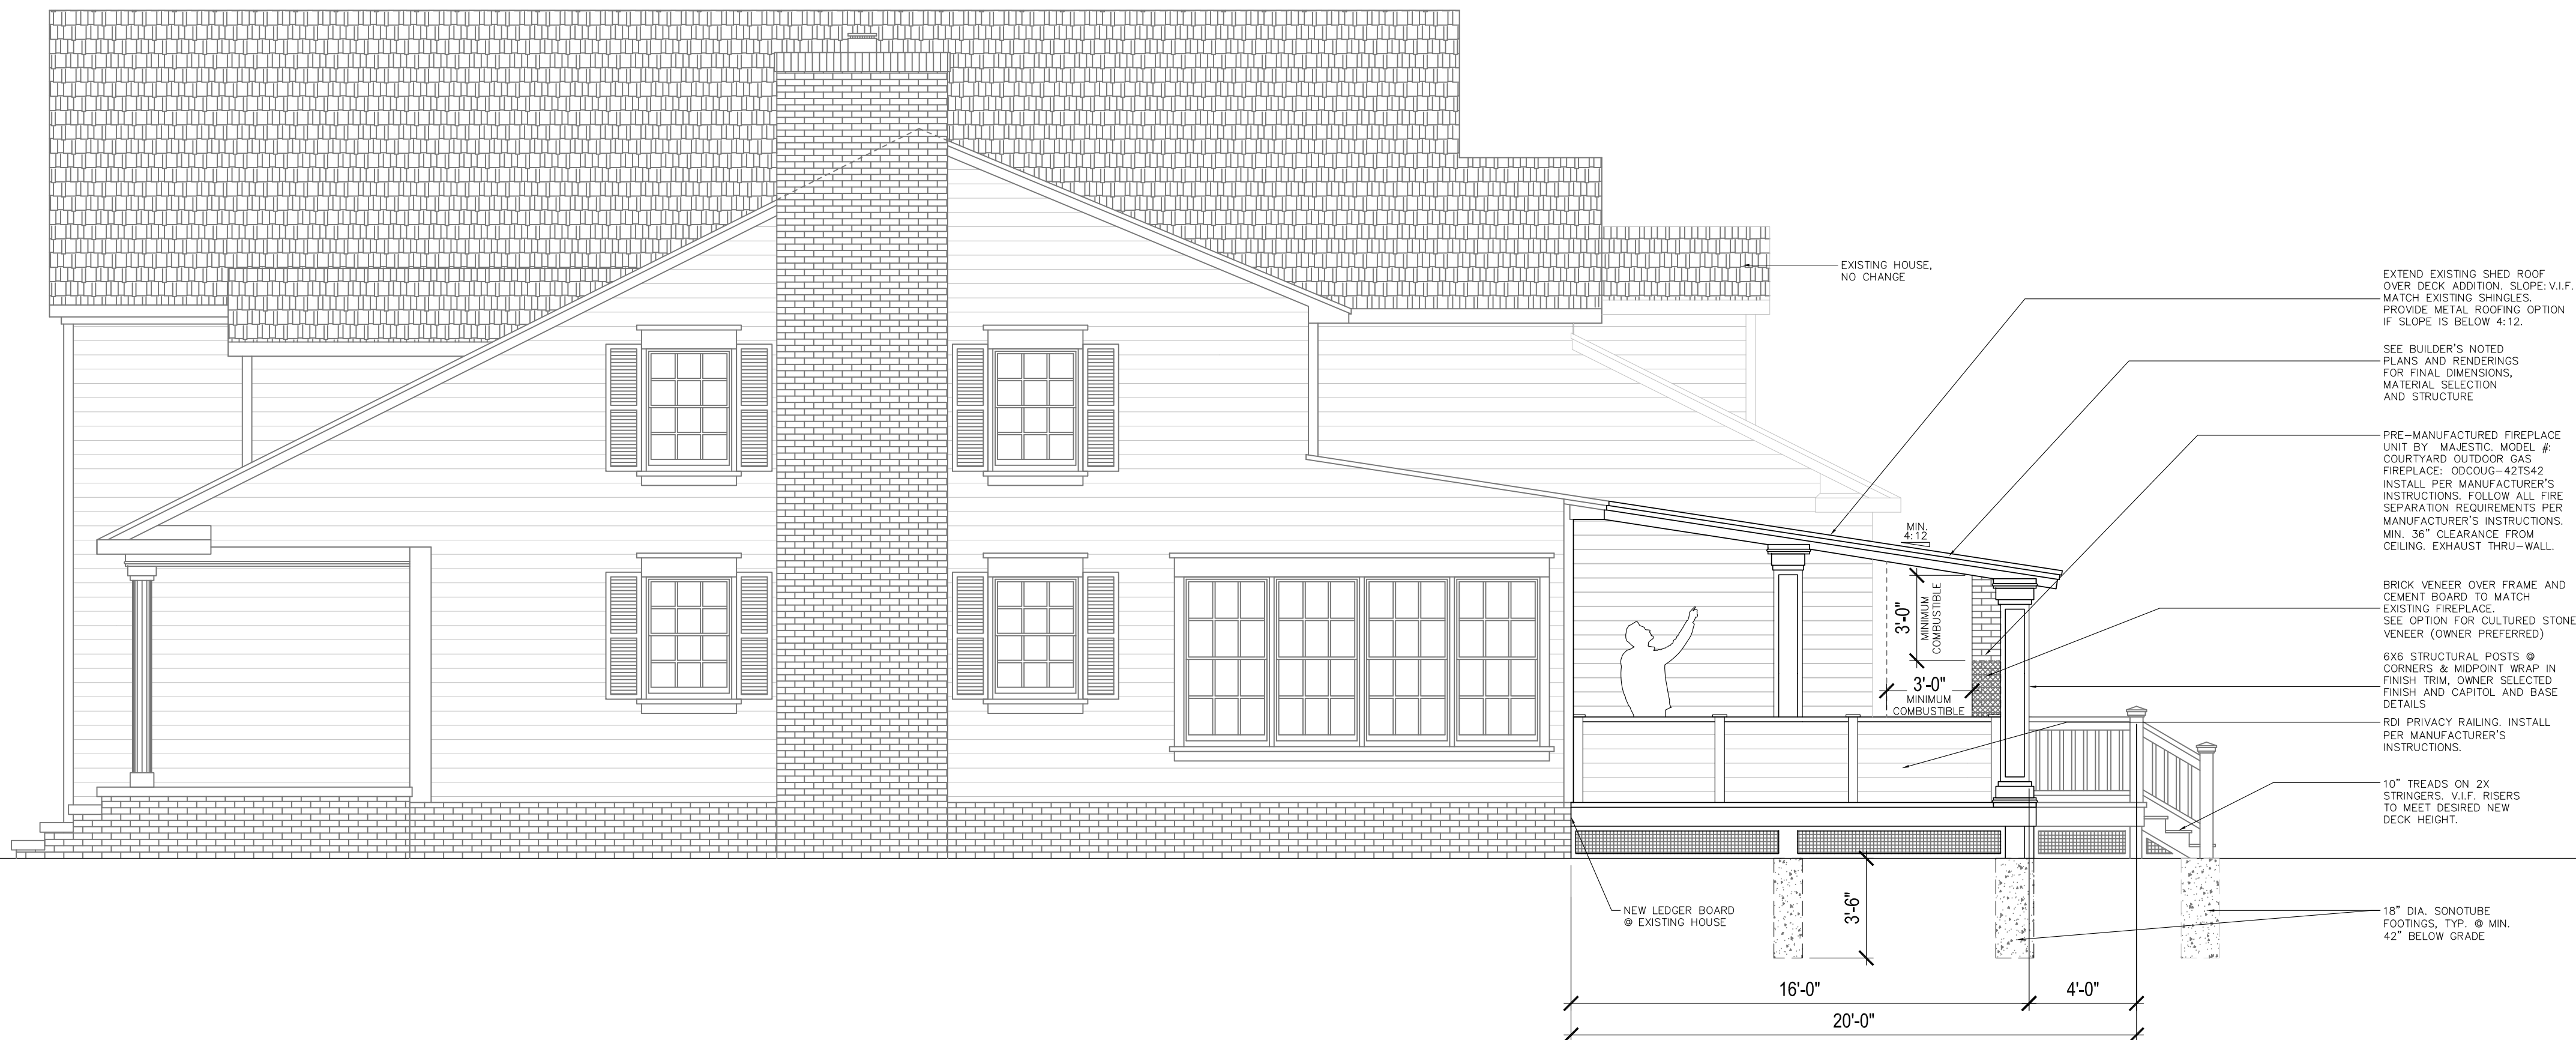 EXISTING HOUSE,
NO CHANGE
EXTEND EXISTING SHED ROOF
OVER DECK ADDITION. SLOPE: V.I.F.
MATCH EXISTING SHINGLES.
PROVIDE METAL ROOFING OPTION
IF SLOPE IS BELOW 4:12.
SEE BUILDER'S NOTED
PLANS AND RENDERINGS
FOR FINAL DIMENSIONS,
MATERIAL SELECTION
AND STRUCTURE
PRE-MANUFACTURED FIREPLACE
UNIT BY MAJESTIC. MODEL #:
COURTYARD OUTDOOR GAS
FIREPLACE: ODCOUG-42TS42
INSTALL PER MANUFACTURER'S
INSTRUCTIONS. FOLLOW ALL FIRE
SEPARATION REQUIREMENTS PER
MANUFACTURER'S INSTRUCTIONS.
MIN. 36" CLEARANCE FROM
CEILING. EXHAUST THRU-WALL.
MIN.
4:12
3'-0"
MINIMUM
COMBUSTIBLE
3'-0"
MINIMUM
COMBUSTIBLE
BRICK VENEER OVER FRAME AND
CEMENT BOARD TO MATCH
EXISTING FIREPLACE.
SEE OPTION FOR CULTURED STONE
VENEER (OWNER PREFERRED)
6X6 STRUCTURAL POSTS @
CORNERS & MIDPOINT WRAP IN
FINISH TRIM, OWNER SELECTED
FINISH AND CAPITOL AND BASE
DETAILS
RDI PRIVACY RAILING. INSTALL
PER MANUFACTURER'S
INSTRUCTIONS.
10" TREADS ON 2X
STRINGERS. V.I.F. RISERS
TO MEET DESIRED NEW
DECK HEIGHT.
NEW LEDGER BOARD
@ EXISTING HOUSE
3'-6"
18" DIA. SONOTUBE
FOOTINGS, TYP. @ MIN.
42" BELOW GRADE
16'-0"
4'-0"
20'-0"